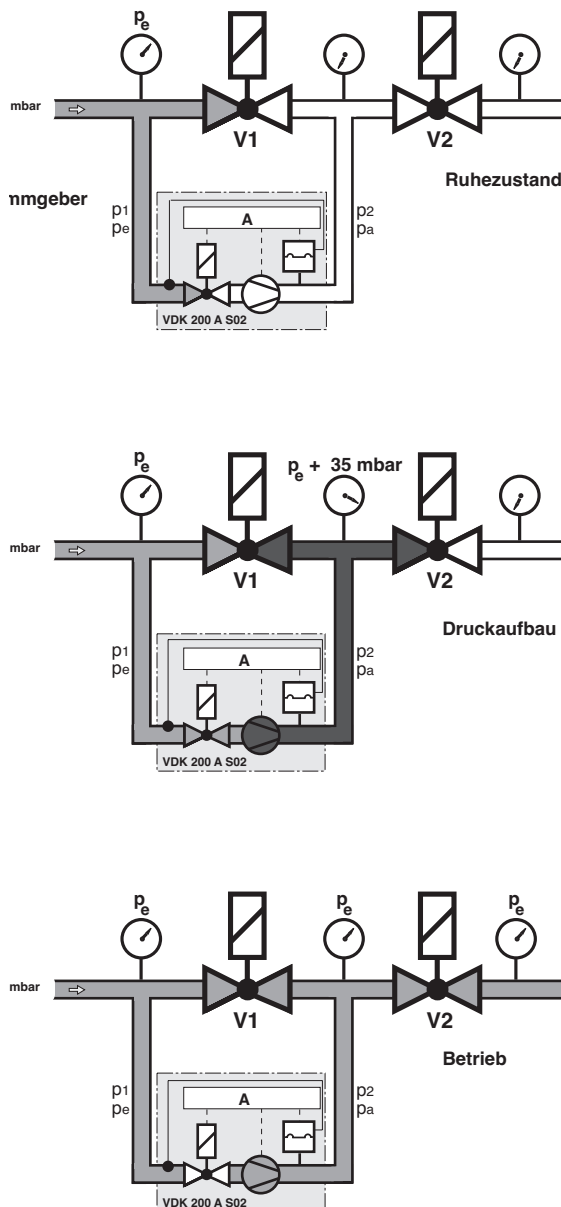 pe
mbar
V1
V2
Ruhezustand
mmgeber
p1
pe
A
p2
pa
VDK 200 A S02
pe
pe + 35 mbar
mbar
V1
V2
Druckaufbau
p1
pe
A
p2
pa
VDK 200 A S02
pe
pe
pe
mbar
V1
V2
Betrieb
p1
pe
A
p2
pa
VDK 200 A S02